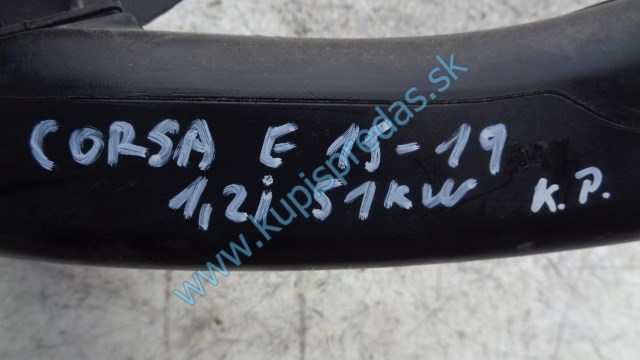 CORSA E 15-19
1,2i 51KW K.P.
www.kupispredas.sk